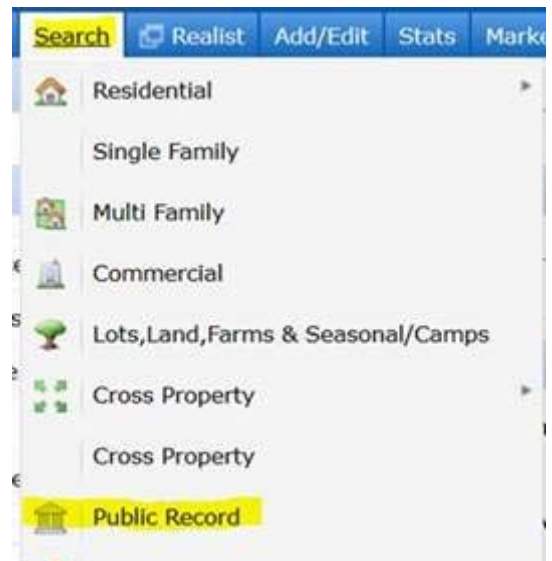 Search Realist Add/Edit Stats
Residential
Single Family
Multi Family
Commercial
Lots,Land,Farms & Seasonal/Camps
Cross Property
Cross Property
Public Record